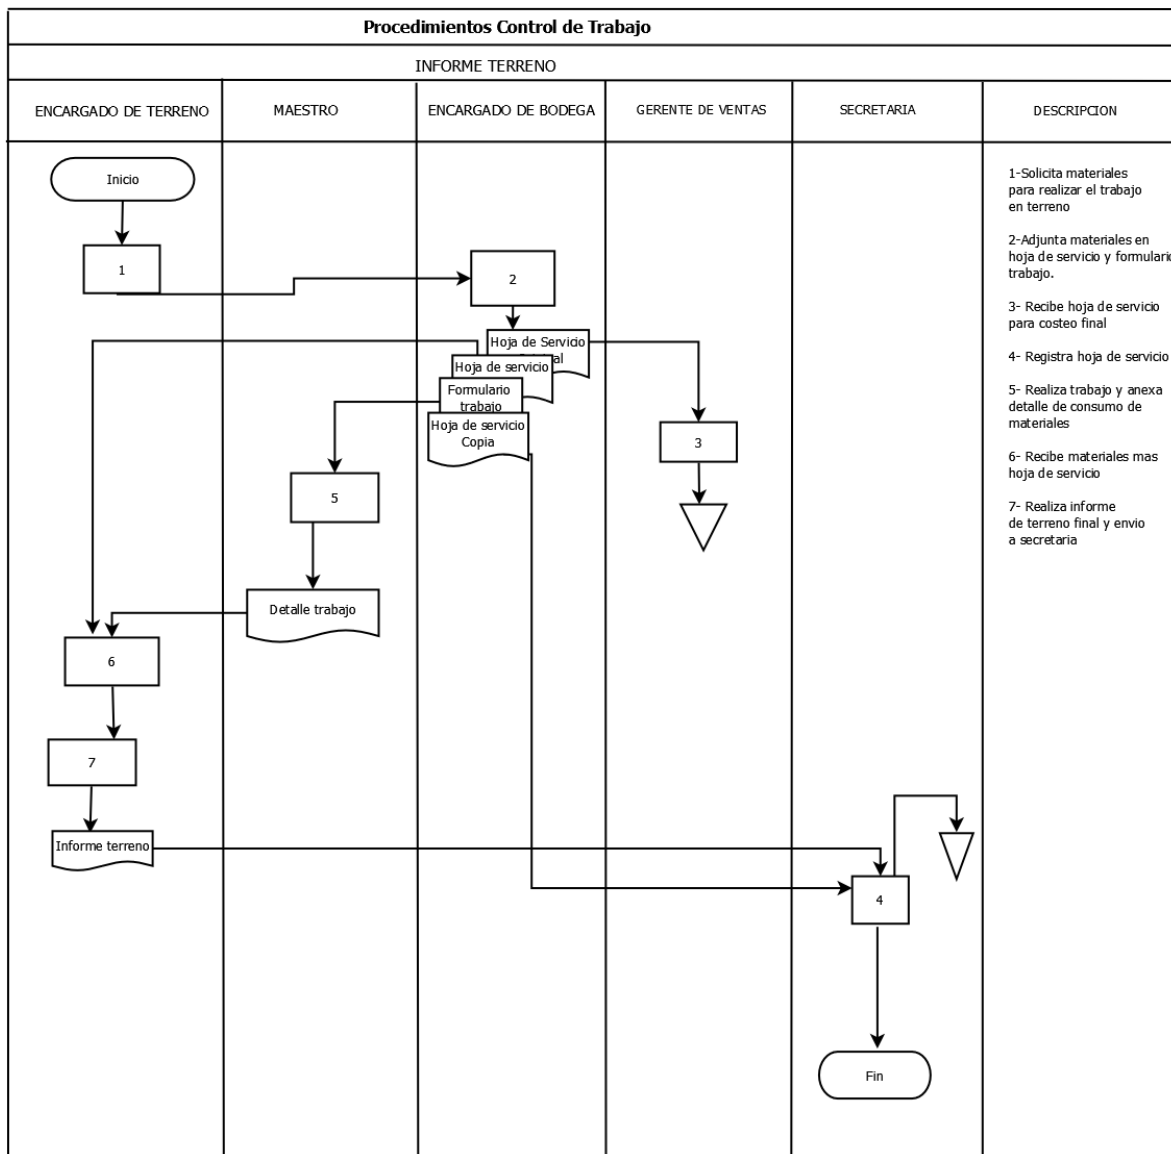 Procedimientos Control de Trabajo
INFORME TERRENO
ENCARGADO DE TERRENO
MAESTRO
ENCARGADO DE BODEGA
GERENTE DE VENTAS
SECRETARIA
DESCRIPCION
Inicio
1
2
Hoja de Servicio
Hoja de servicio
Formulario
trabajo
Hoja de servicio
Copia
3
5
Detalle trabajo
6
7
Informe terreno
4
Fin
1-Solicita materiales
para realizar el trabajo
en terreno
2-Adjunta materiales en
hoja de servicio y formulario
trabajo.
3- Recibe hoja de servicio
para costeo final
4- Registra hoja de servicio
5- Realiza trabajo y anexa
detalle de consumo de
materiales
6- Recibe materiales mas
hoja de servicio
7- Realiza informe
de terreno final y envio
a secretaria